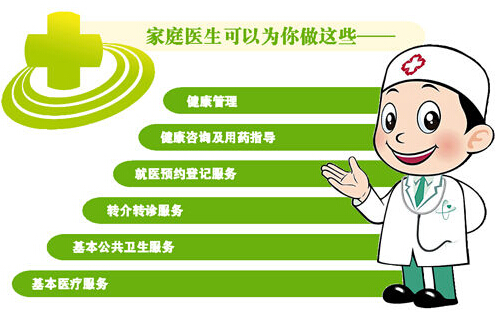 家庭医生可以为你做这些——
健康管理
健康咨询及用药指导
就医预约登记服务
转介转诊服务
基本公共卫生服务
基本医疗服务